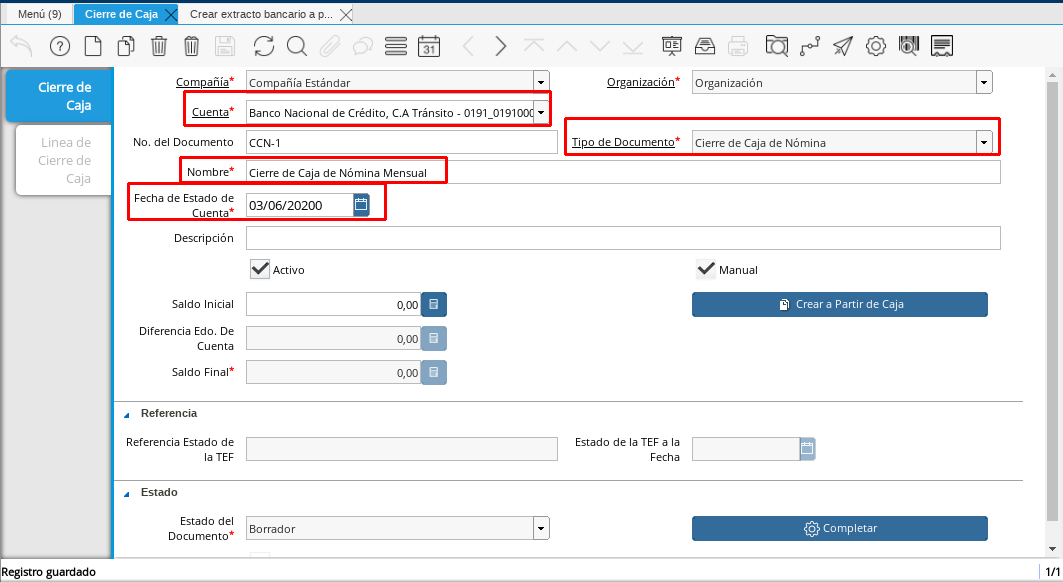 Menú (9)
Cierre de Caja
Crear extracto bancario a p...
31
Cierre de
Caja
Linea de
Cierre de
Caja
Compañía* Compañía Estándar
Organización* Organización
Cuenta* Banco Nacional de Crédito, C.A Tránsito - 0191_0191000
No. del Documento CCN-1
Tipo de Documento* Cierre de Caja de Nómina
Nombre* Cierre de Caja de Nómina Mensual
Fecha de Estado de
Cuenta* 03/06/20200
Descripción
Activo
Manual
Saldo Inicial 0,00
Crear a Partir de Caja
Diferencia Edo. De
Cuenta 0,00
Saldo Final* 0,00
Referencia
Referencia Estado de
la TEF
Estado de la TEF a la
Fecha
Estado
Estado del
Documento* Borrador
Completar
Registro guardado
1/1